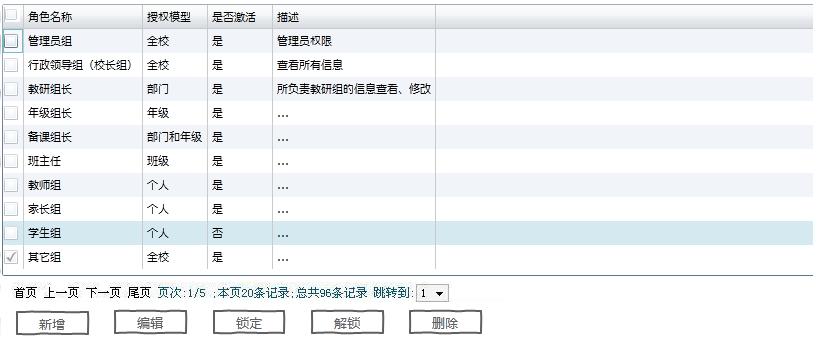 角色名称 授权模型 是否激活 描述
管理员组 全校 是 管理员权限
行政领导组（校长组） 全校 是 查看所有信息
教研组长 部门 是 所负责教研组的信息查看、修改
年级组长 年级 是 ...
备课组长 部门和年级 是 ...
班主任 班级 是 ...
教师组 个人 是 ...
家长组 个人 是 ...
学生组 个人 否 ...
其它组 全校 是 ...
首页 上一页 下一页 尾页 页次:1/5 ;本页20条记录;总共96条记录 跳转到: 1
新增 编辑 锁定 解锁 删除